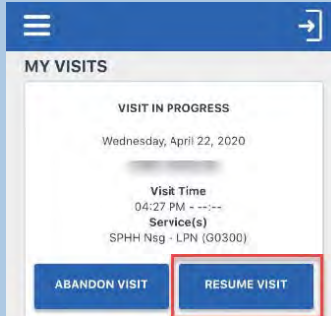 MY VISITS
VISIT IN PROGRESS
Wednesday, April 22, 2020
Visit Time
04:27 PM - --:--
Service(s)
SPHH Nsg - LPN (G0300)
ABANDON VISIT RESUME VISIT